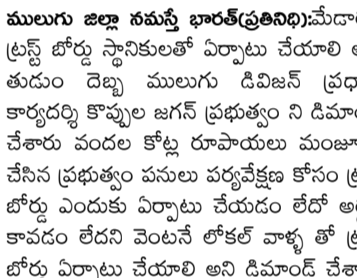 ములుగు జిల్లా నమస్తే భారత్(ప్రతినిధి):మేడా
ట్రస్ట్ బోర్డు స్థానికులతో ఏర్పాటు చేయాలి
తుడుం దెబ్బ ములుగు డివిజన్ ప్రధ
కార్యదర్శి కొప్పుల జగన్ ప్రభుత్వం ని డిమా
చేశారు వందల కోట్ల రూపాయలు మంజూ
చేసిన ప్రభుత్వం పనులు పర్యవేక్షణ కోసం
బోర్డు ఎందుకు ఏర్పాటు చేయడం లేదో అ
కావడం లేదని వెంటనే లోకల్ వాళ్ళ తో
బోర్డు ఏర్పాటు చేయాలి అని డిమాండ్ చేశా